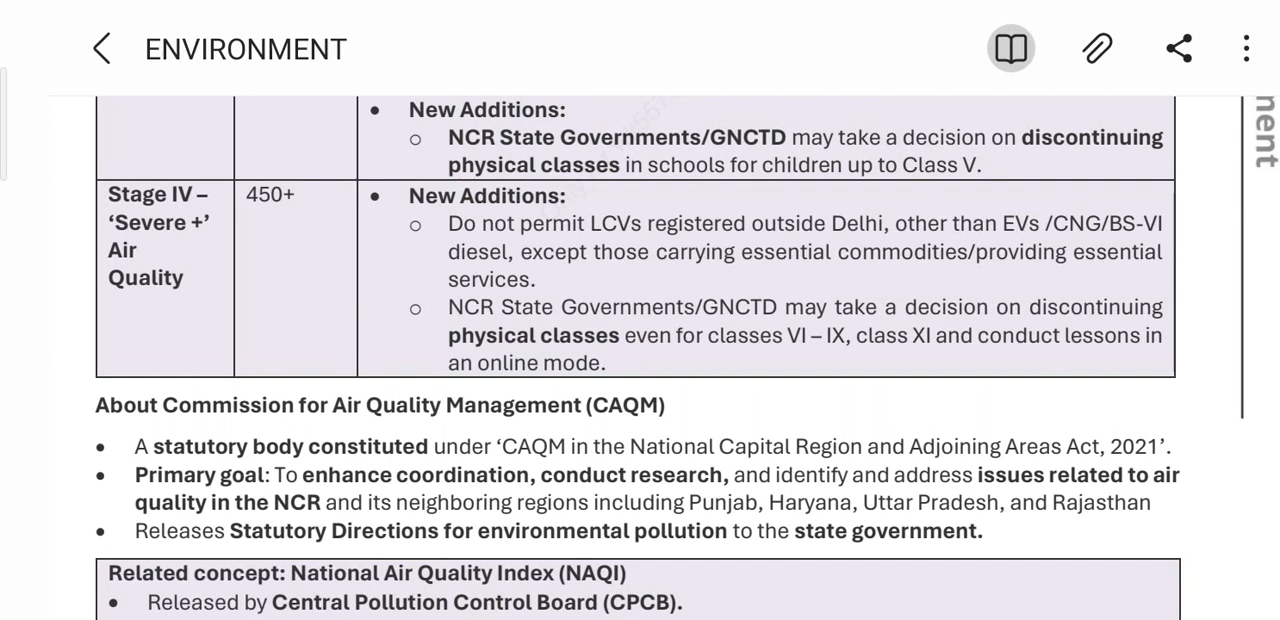 ENVIRONMENT
New Additions:
NCR State Governments/GNCTD may take a decision on discontinuing
physical classes in schools for children up to Class V.
Stage IV –
‘Severe +’
Air
Quality
450+
New Additions:
Do not permit LCVs registered outside Delhi, other than EVs /CNG/BS-VI
diesel, except those carrying essential commodities/providing essential
services.
NCR State Governments/GNCTD may take a decision on discontinuing
physical classes even for classes VI – IX, class XI and conduct lessons in
an online mode.
About Commission for Air Quality Management (CAQM)
A statutory body constituted under ‘CAQM in the National Capital Region and Adjoining Areas Act, 2021’.
Primary goal: To enhance coordination, conduct research, and identify and address issues related to air
quality in the NCR and its neighboring regions including Punjab, Haryana, Uttar Pradesh, and Rajasthan
Releases Statutory Directions for environmental pollution to the state government.
Related concept: National Air Quality Index (NAQI)
Released by Central Pollution Control Board (CPCB).
nent